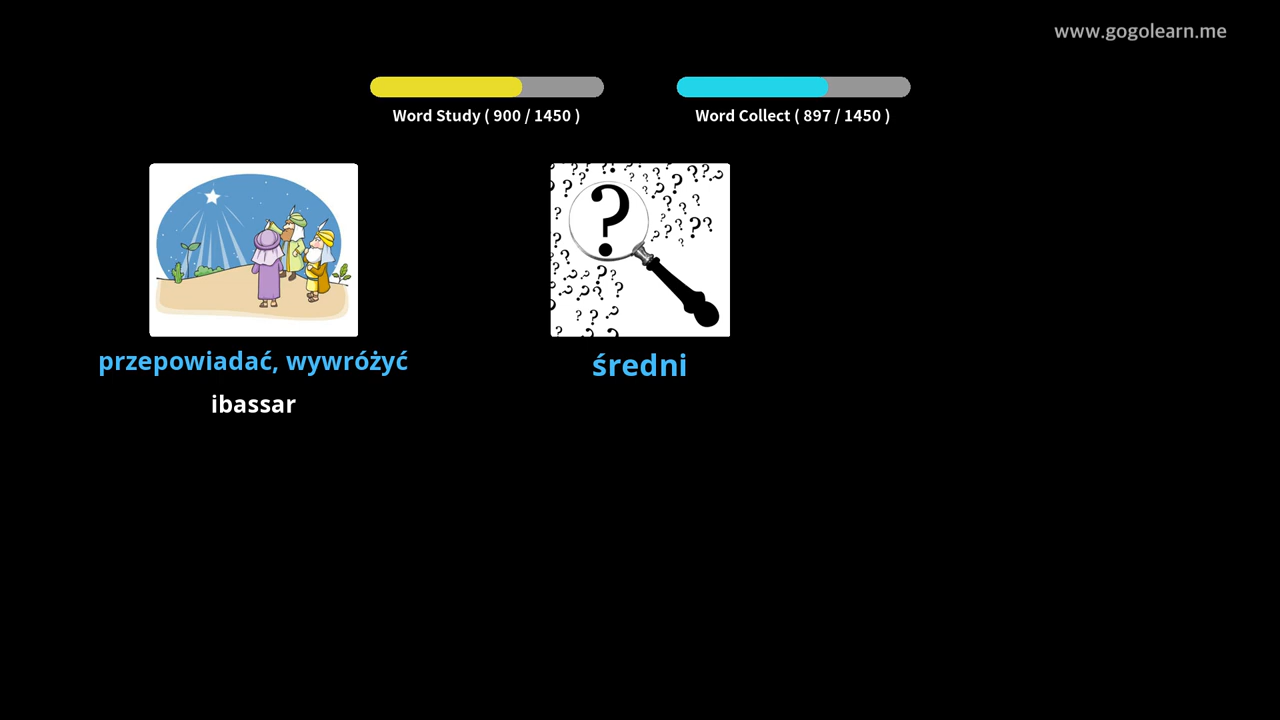 www.gogolearn.me
Word Study ( 900 / 1450 )
Word Collect ( 897 / 1450 )
przepowiadać, wywróżyć
ibassar
średni